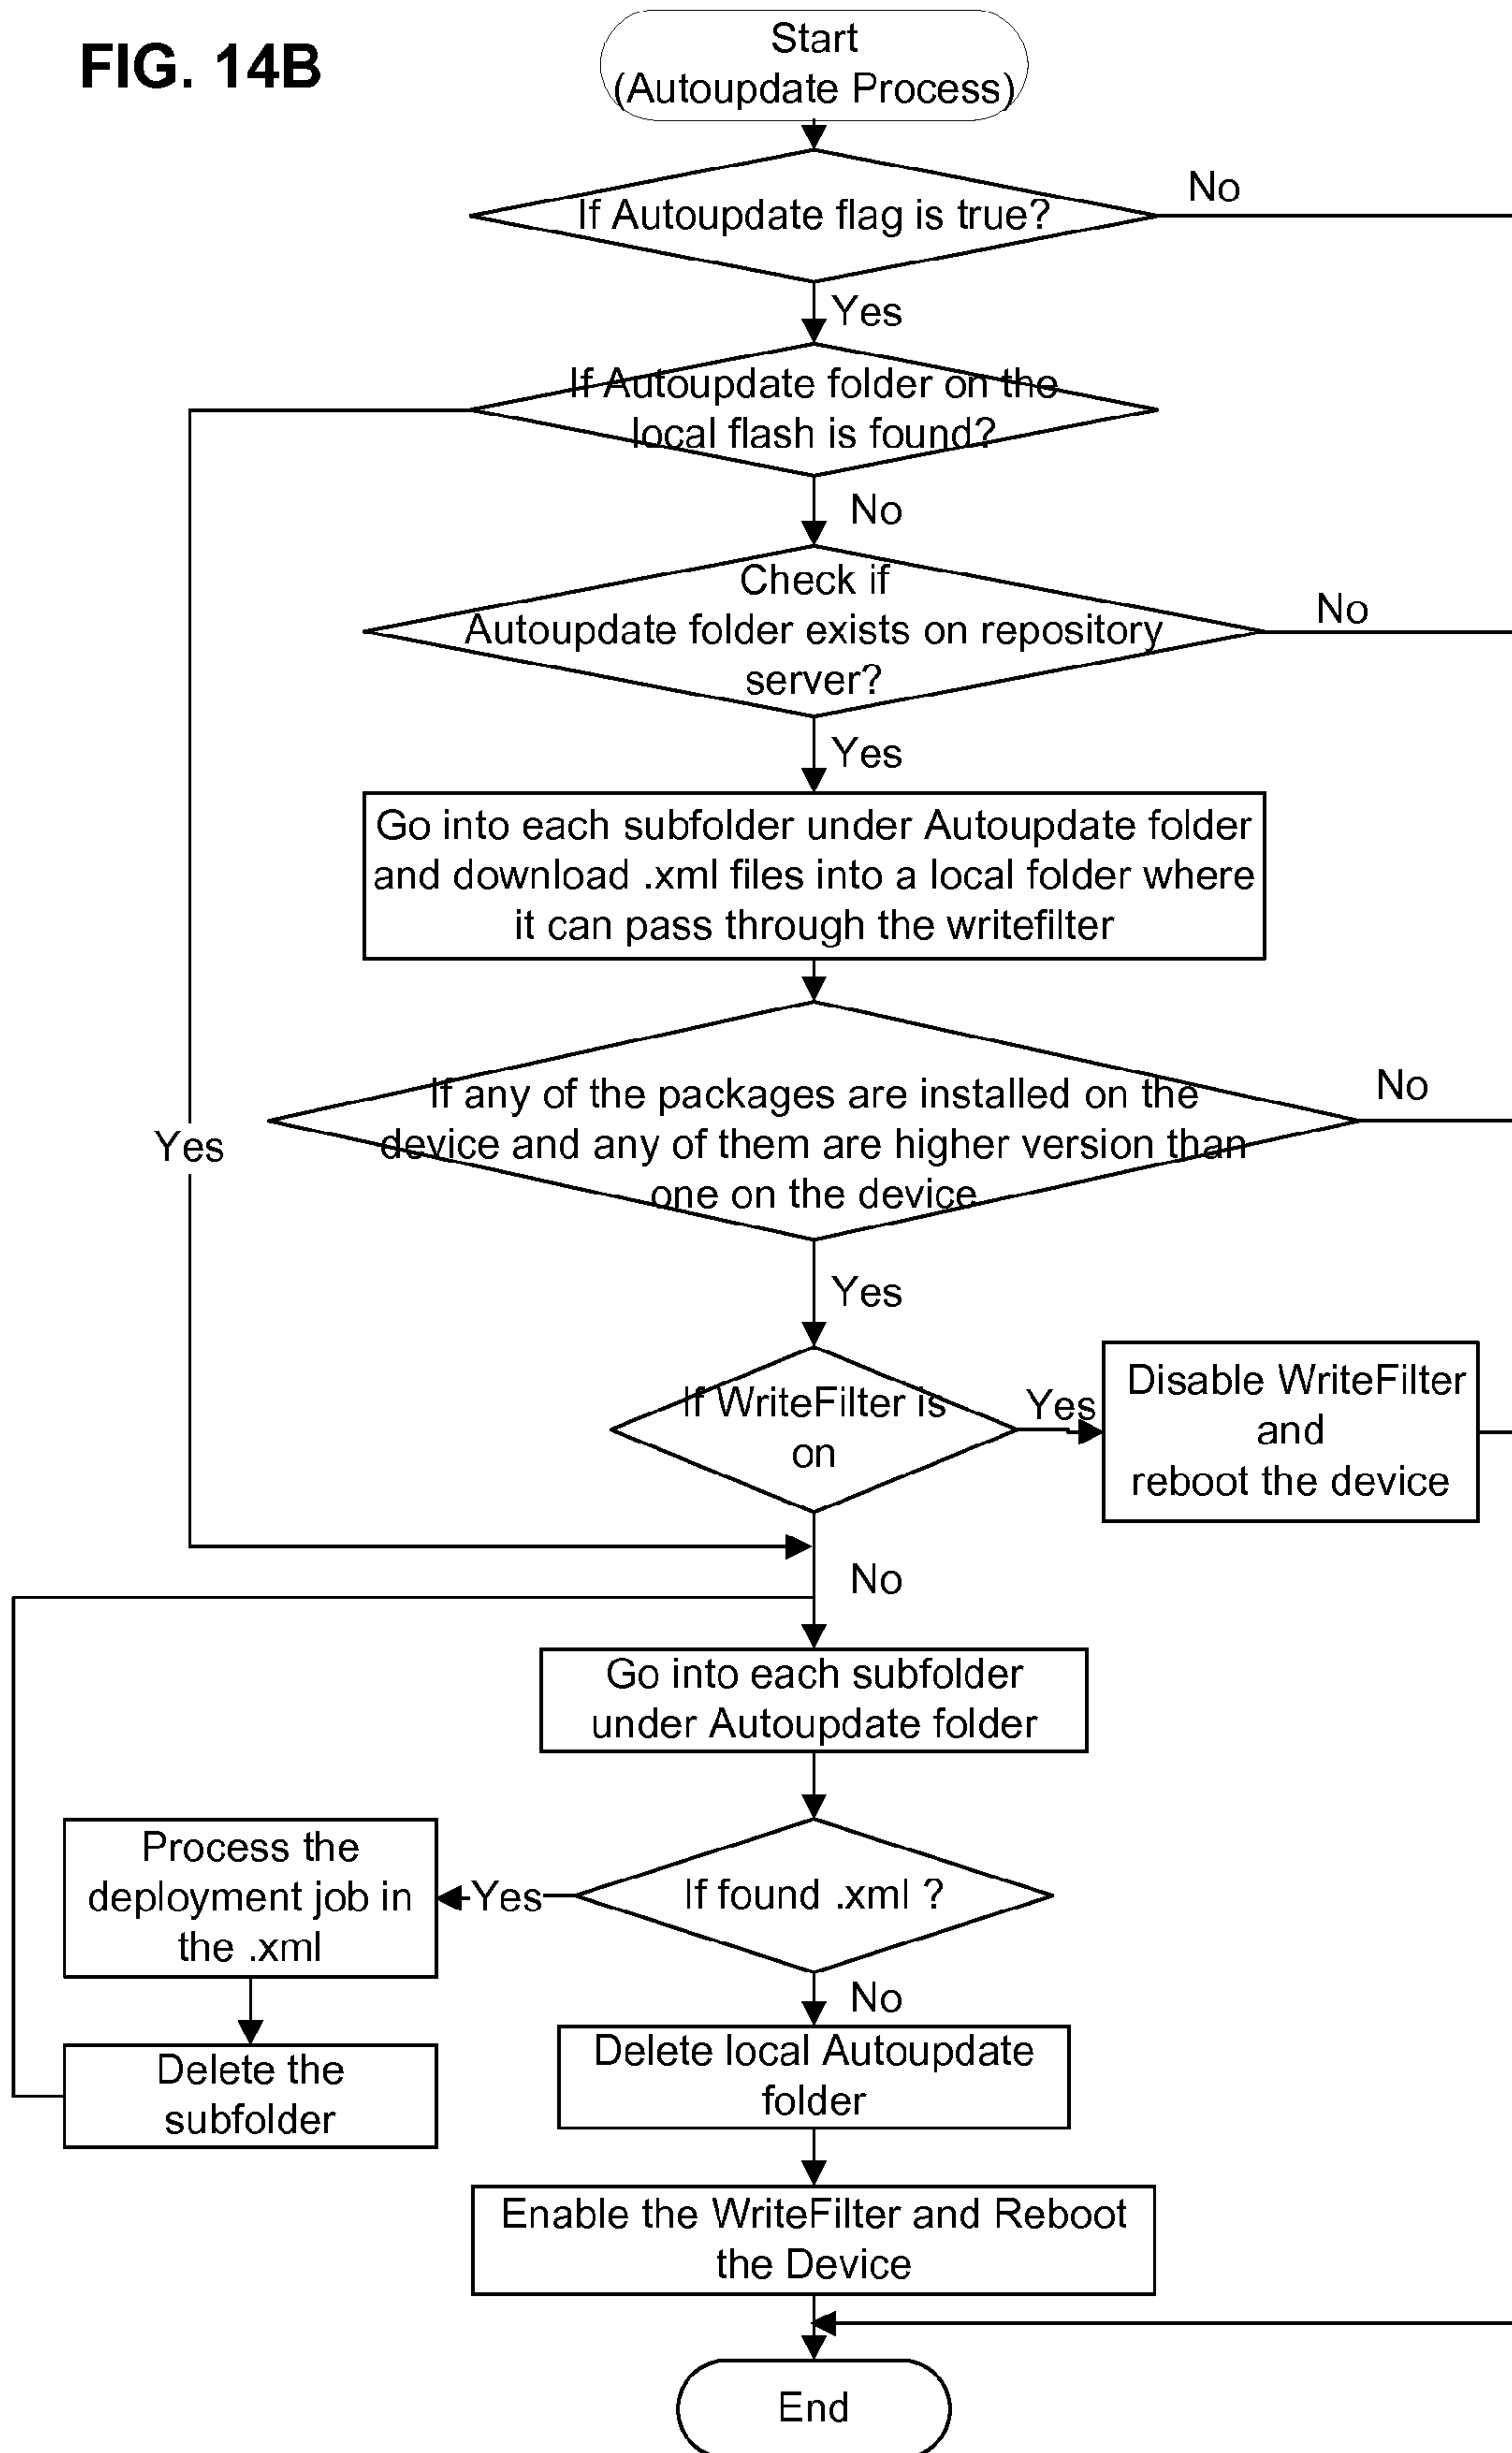 FIG. 14B
Start
(Autoupdate Process)
If Autoupdate flag is true?
No
Yes
If Autoupdate folder on the
local flash is found?
No
Check if
Autoupdate folder exists on repository
server?
No
Yes
Go into each subfolder under Autoupdate folder
and download .xml files into a local folder where
it can pass through the writefilter
If any of the packages are installed on the
device and any of them are higher version than
one on the device
No
Yes
Yes
If WriteFilter is
on
Yes
Disable WriteFilter
and
reboot the device
No
Go into each subfolder
under Autoupdate folder
If found .xml ?
Yes
Process the
deployment job in
the .xml
Delete the
subfolder
No
Delete local Autoupdate
folder
Enable the WriteFilter and Reboot
the Device
End